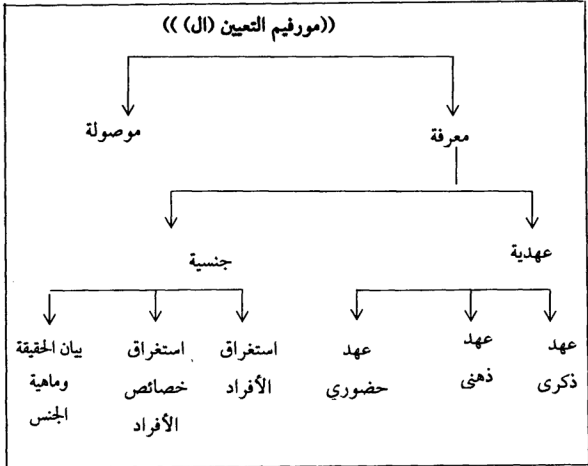 ((مورفيم التعيين (ال) ))
معرفة
موصولة
عهدية
جنسية
عهد
ذكرى
عهد
ذهنى
عهد
حضوري
استغراق
الأفراد
استغراق
خصائص
الأفراد
بيان الحقيقة
وماهية
الجنس